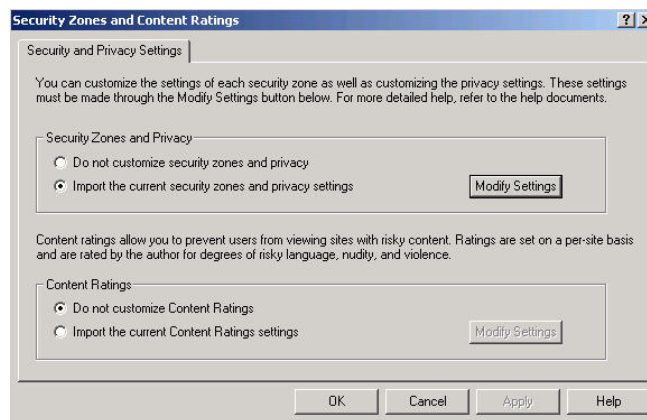 Security Zones and Content Ratings
Security and Privacy Settings
You can customize the settings of each security zone as well as customizing the privacy settings. These settings
must be made through the Modify Settings button below. For more detailed help, refer to the help documents.
Security Zones and Privacy
Do not customize security zones and privacy
Import the current security zones and privacy settings
Modify Settings
Content ratings allow you to prevent users from viewing sites with risky content. Ratings are set on a per-site basis
and are rated by the author for degrees of risky language, nudity, and violence.
Content Ratings
Do not customize Content Ratings
Import the current Content Ratings settings
Modify Settings
OK Cancel Apply Help